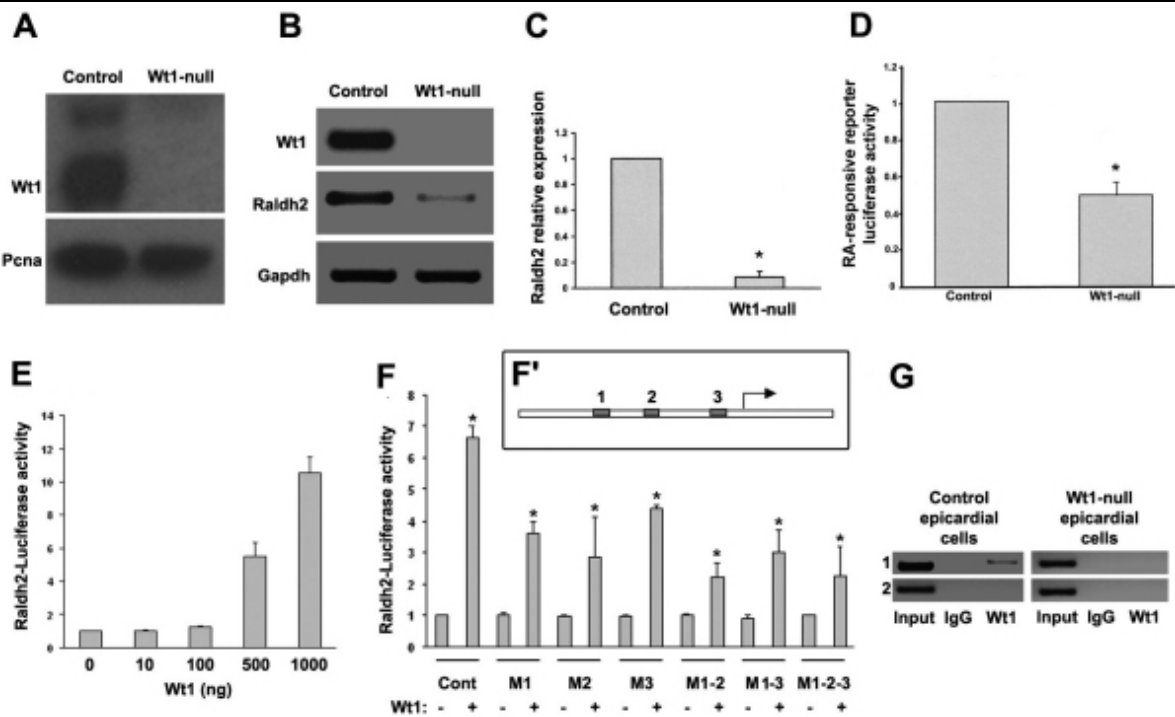 A
Control Wt1-null
Wt1
Pcna
B
Control Wt1-null
Wt1
Raldh2
Gapdh
C
Raldh2 relative expression
1.2
1
0.8
0.6
0.4
0.2
0
*
Control Wt1-null
D
RA-responsive reporter
luciferase activity
1.2
1
0.8
0.6
0.4
0.2
0
*
Control Wt1-null
E
Raldh2-Luciferase activity
14
12
10
8
6
4
2
0
0 10 100 500 1000
Wt1 (ng)
F
Raldh2-Luciferase activity
8
7
6
5
4
3
2
1
0
* * * * * * *
Cont M1 M2 M3 M1-2 M1-3 M1-2-3
Wt1: - + - + - + - + - + - + - +
F'
1 2 3
G
Control
epicardial
cells
Wt1-null
epicardial
cells
1
2
Input IgG Wt1 Input IgG Wt1